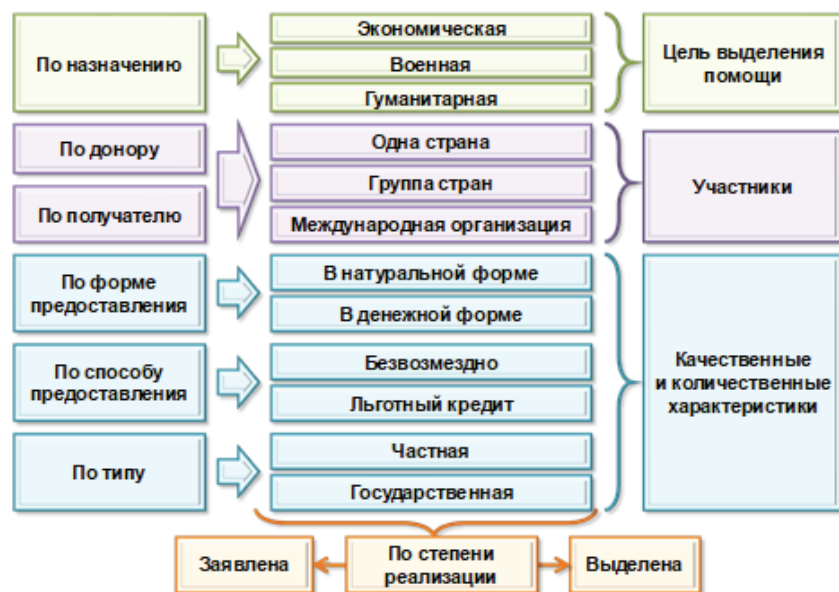 По назначению
Экономическая
Военная
Гуманитарная
Цель выделения
помощи
По донору
По получателю
Одна страна
Группа стран
Международная организация
Участники
По форме
предоставления
В натуральной форме
В денежной форме
По способу
предоставления
Безвозмездно
Льготный кредит
По типу
Частная
Государственная
Качественные
и количественные
характеристики
Заявлена
По степени
реализации
Выделена